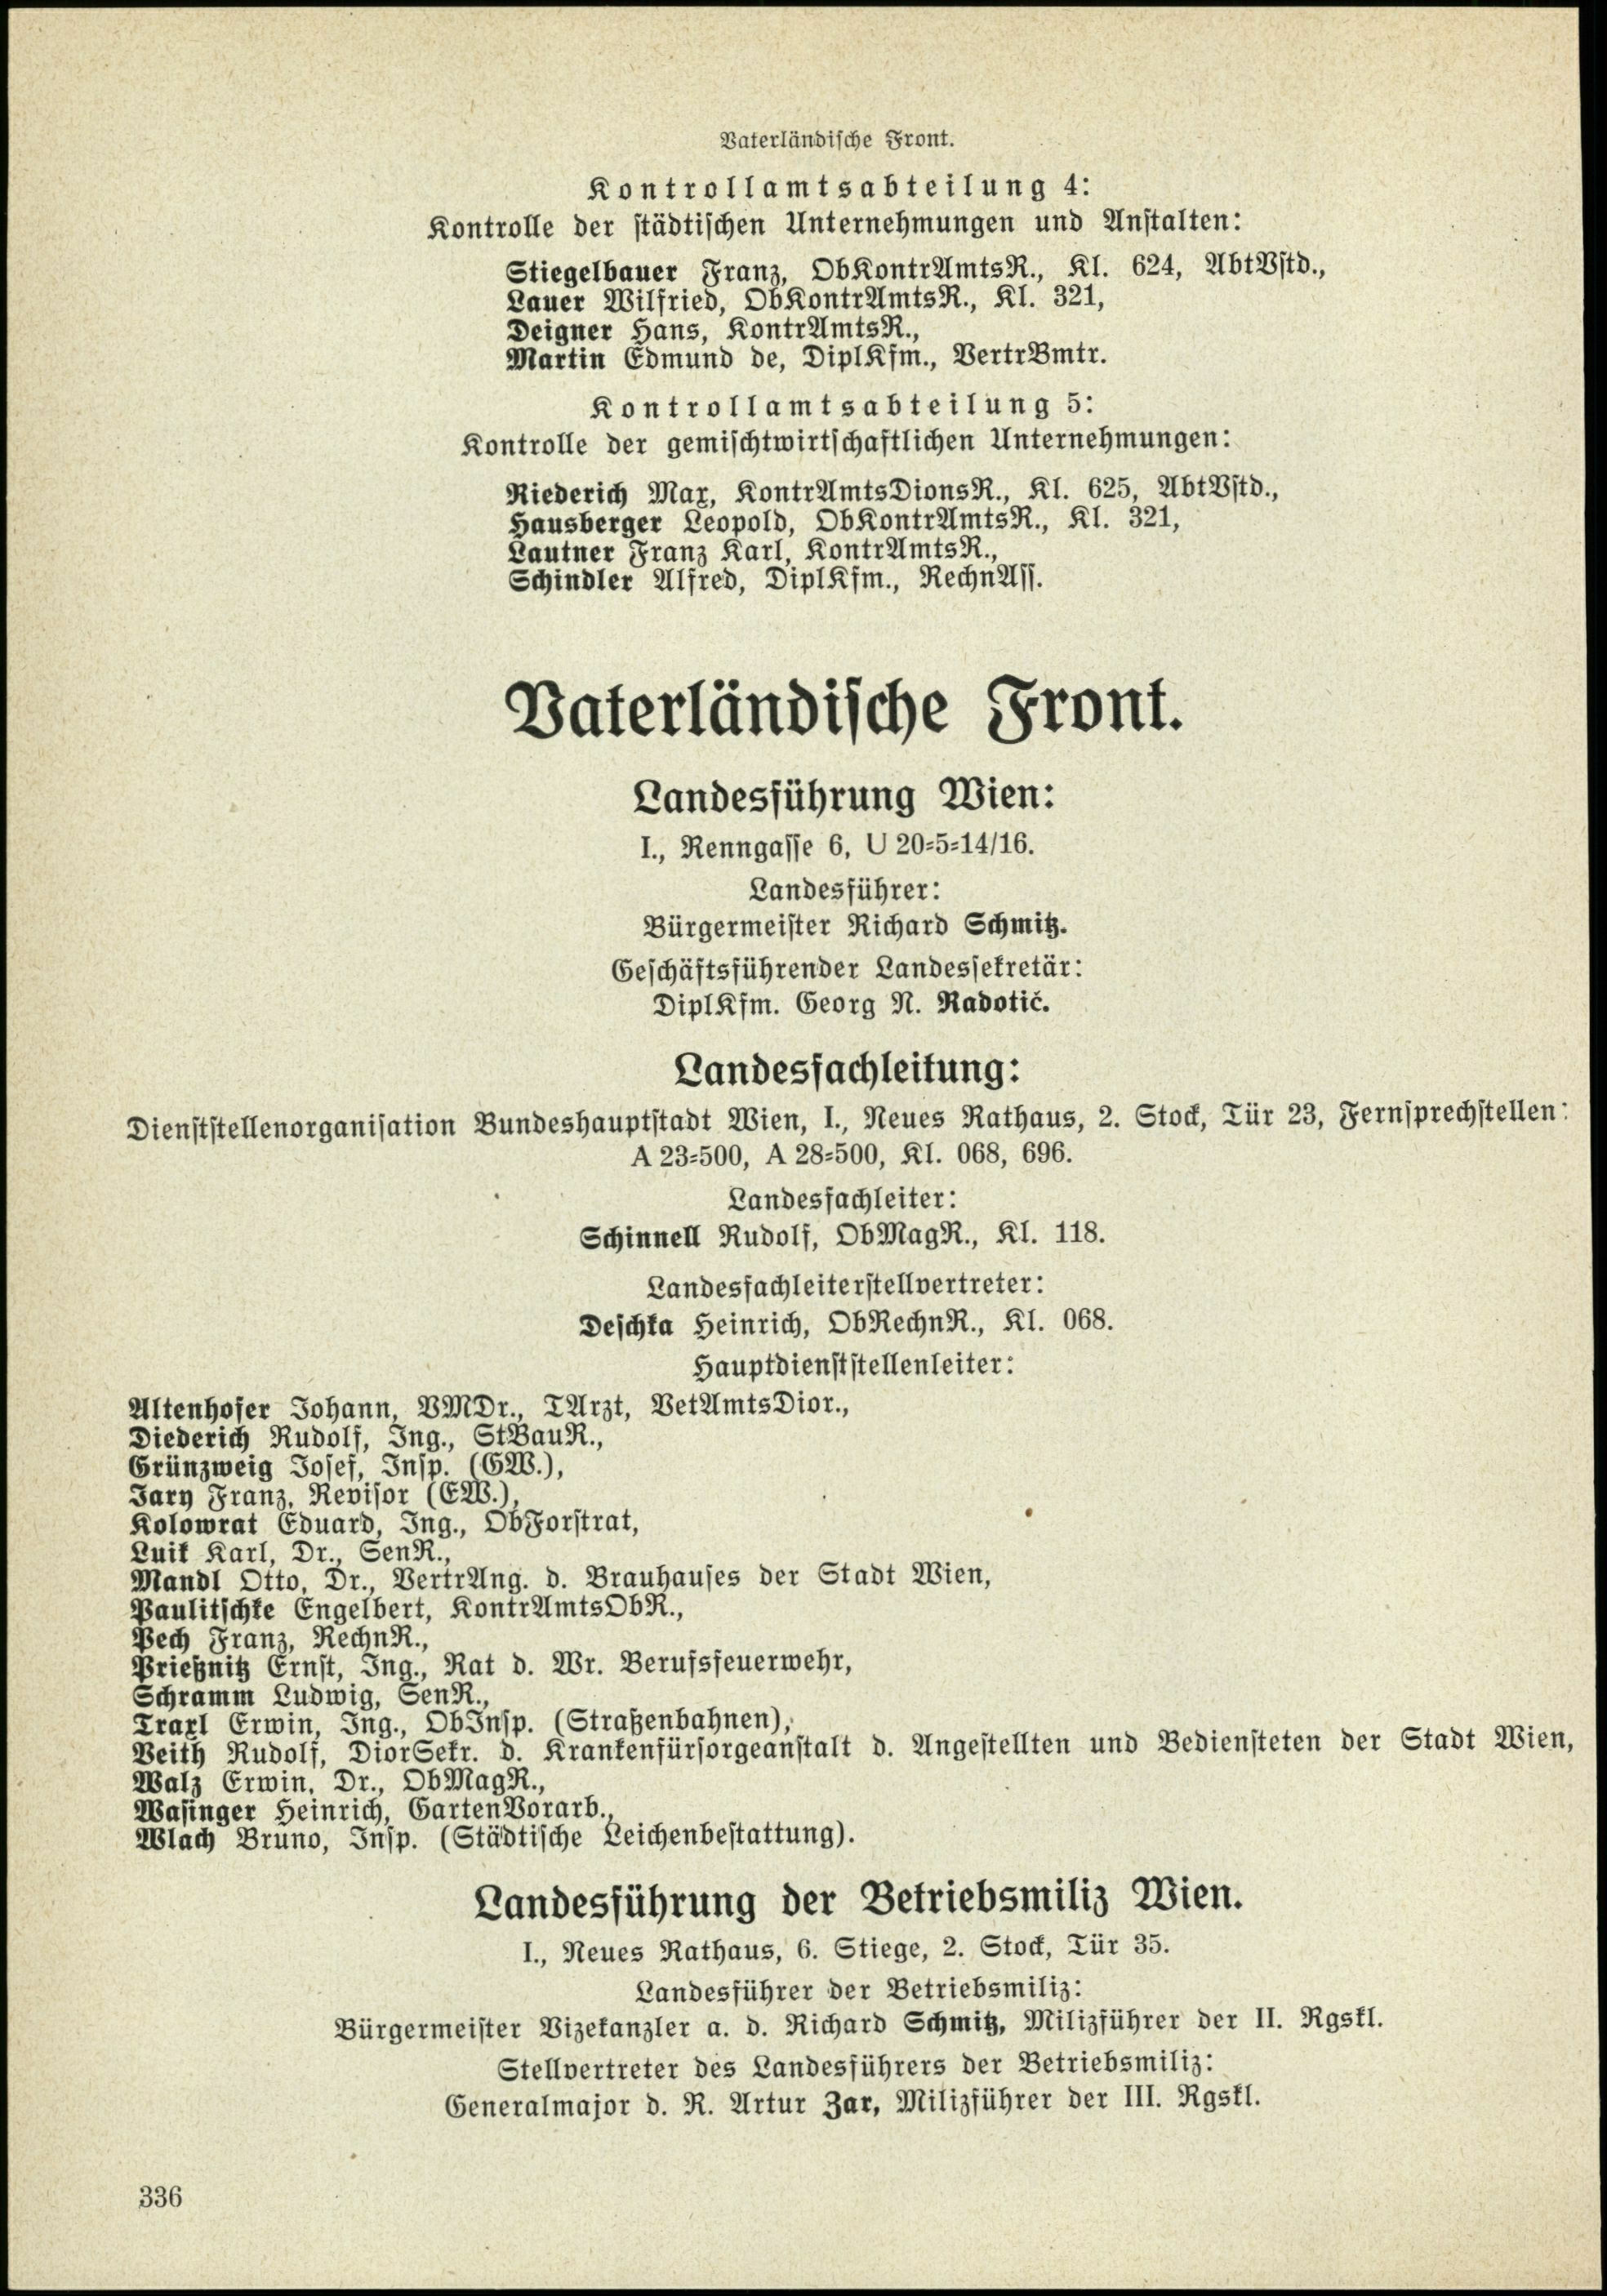 Vaterländische Front.
Kontrollamtsabteilung 4:
Kontrolle der städtischen Unternehmungen und Anstalten:
Stiegelbauer Franz, ObKontrAmtsR., Kl. 624, AbtVstd.,
Lauer Wilfried, ObKontrAmtsR., Kl. 321,
Deigner Hans, KontrAmtsR.,
Martin Edmund de, DiplKfm., VertrBmtr.
Kontrollamtsabteilung 5:
Kontrolle der gemischtwirtschaftlichen Unternehmungen:
Riederich Max, KontrAmtsDionsR., Kl. 625, AbtVstd.,
Hausberger Leopold, ObKontrAmtsR., Kl. 321,
Lautner Franz Karl, KontrAmtsR.,
Schindler Alfred, DiplKfm., RechnAss.
Vaterländische Front.
Landesführung Wien:
I., Renngasse 6, U 20=5=14/16.
Landesführer:
Bürgermeister Richard Schmitz.
Geschäftsführender Landessekretär:
DiplKfm. Georg N. Radotić.
Landesfachleitung:
Dienststellenorganisation Bundeshauptstadt Wien, I., Neues Rathaus, 2. Stock, Tür 23, Fernsprechstellen:
A 23=500, A 28=500, Kl. 068, 696.
Landesfachleiter:
Schinnell Rudolf, ObMagR., Kl. 118.
Landesfachleiterstellvertreter:
Deschka Heinrich, ObRechnR., Kl. 068.
Hauptdienststellenleiter:
Altenhofer Johann, VMDr., TArzt, VetAmtsDior.,
Diederich Rudolf, Ing., StBauR.,
Grünzweig Josef, Insp. (GW.),
Jary Franz, Revisor (EW.),
Kolowrat Eduard, Ing., ObForstrat,
Luik Karl, Dr., SenR.,
Mandl Otto, Dr., VertrAng. d. Brauhauses der Stadt Wien,
Paulitschke Engelbert, KontrAmtsObR.,
Pech Franz, RechnR.,
Prießnitz Ernst, Ing., Rat d. Wr. Berufsfeuerwehr,
Schramm Ludwig, SenR.,
Traxl Erwin, Ing., ObInsp. (Straßenbahnen),
Veith Rudolf, DiorSekr. d. Krankenfürsorgeanstalt d. Angestellten und Bediensteten der Stadt Wien,
Walz Erwin, Dr., ObMagR.,
Wasinger Heinrich, GartenVorarb.,
Wlach Bruno, Insp. (Städtische Leichenbestattung).
Landesführung der Betriebsmiliz Wien.
I., Neues Rathaus, 6. Stiege, 2. Stock, Tür 35.
Landesführer der Betriebsmiliz:
Bürgermeister Vizekanzler a. d. Richard Schmitz, Milizführer der II. Rgskl.
Stellvertreter des Landesführers der Betriebsmiliz:
Generalmajor d. R. Artur Zar, Milizführer der III. Rgskl.
336